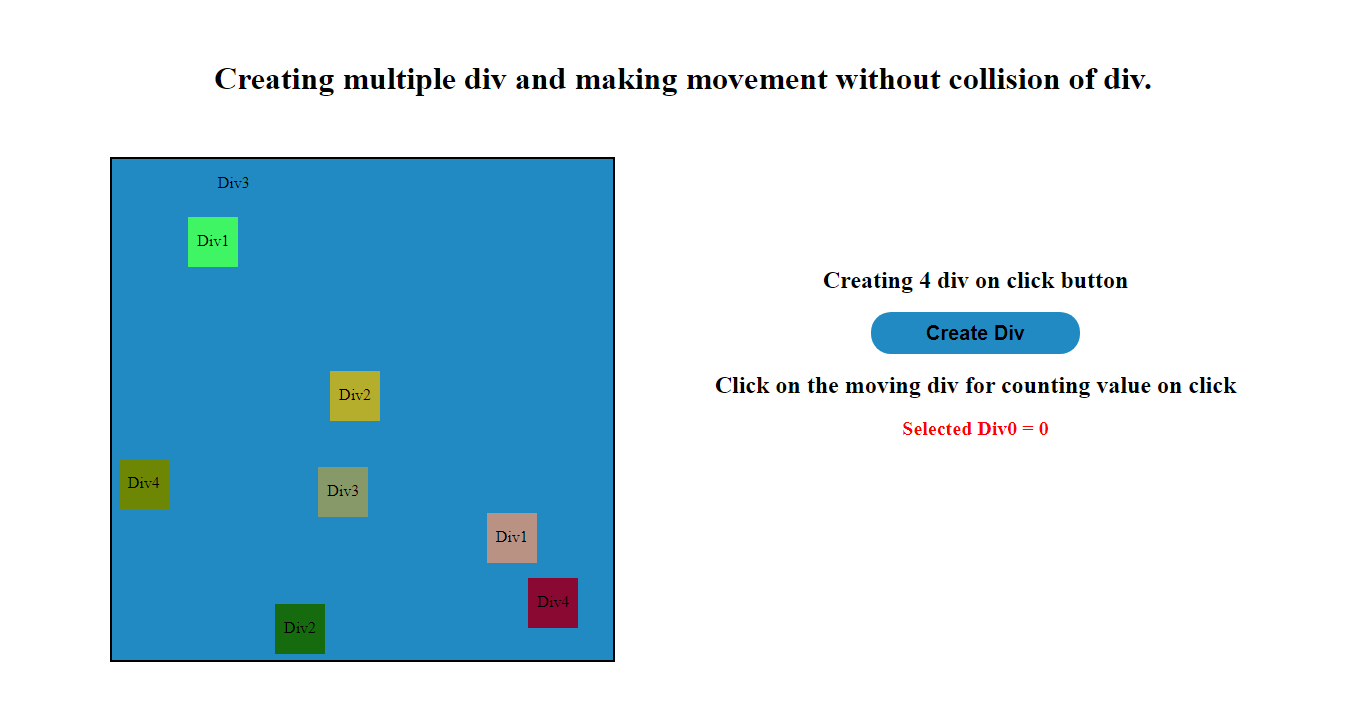 Creating multiple div and making movement without collision of div.
Div3
Div1
Div2
Div4
Div3
Div1
Div4
Div2
Creating 4 div on click button
Create Div
Click on the moving div for counting value on click
Selected Div0 = 0